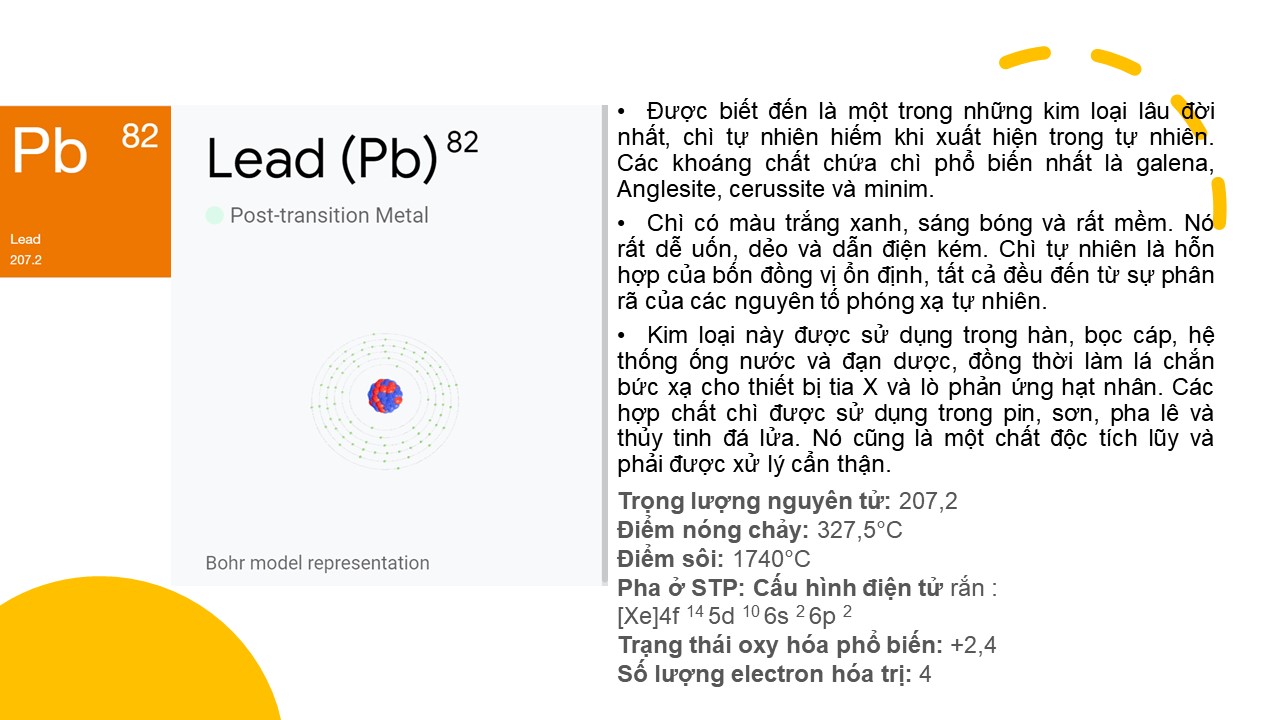 Pb 82
Lead
207.2
Lead (Pb) 82
Post-transition Metal
Bohr model representation
• Được biết đến là một trong những kim loại lâu đời
nhất, chì tự nhiên hiếm khi xuất hiện trong tự nhiên.
Các khoáng chất chứa chì phổ biến nhất là galena,
Anglesite, cerussite và minim.
• Chì có màu trắng xanh, sáng bóng và rất mềm. Nó
rất dễ uốn, dẻo và dẫn điện kém. Chì tự nhiên là hỗn
hợp của bốn đồng vị ổn định, tất cả đều đến từ sự phân
rã của các nguyên tố phóng xạ tự nhiên.
• Kim loại này được sử dụng trong hàn, bọc cáp, hệ
thống ống nước và đạn dược, đồng thời làm lá chắn
bức xạ cho thiết bị tia X và lò phản ứng hạt nhân. Các
hợp chất chì được sử dụng trong pin, sơn, pha lê và
thủy tinh đá lửa. Nó cũng là một chất độc tích lũy và
phải được xử lý cẩn thận.
Trọng lượng nguyên tử: 207,2
Điểm nóng chảy: 327,5°C
Điểm sôi: 1740°C
Pha ở STP: Cấu hình điện tử rắn :
[Xe]4f 14 5d 10 6s 2 6p 2
Trạng thái oxy hóa phổ biến: +2,4
Số lượng electron hóa trị: 4